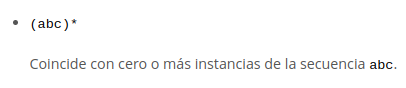 (abc)*
Coincide con cero o más instancias de la secuencia abc.